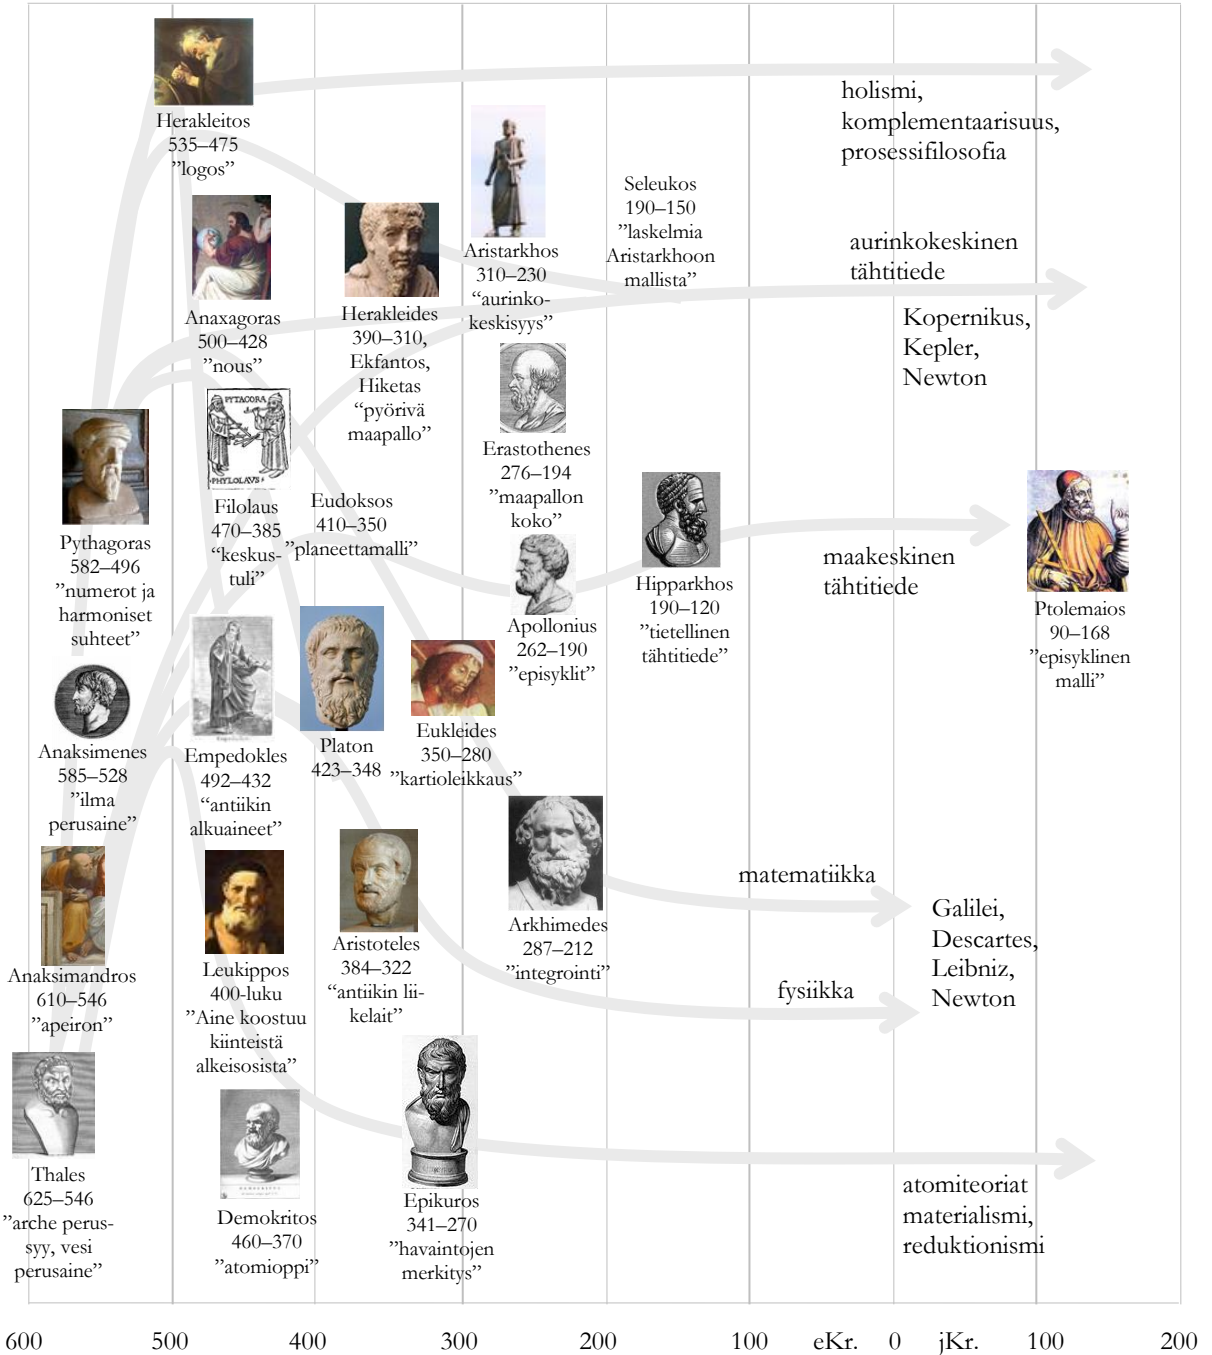 Herakleitos
535–475
”logos”
holismi,
komplementaarisuus,
prosessifilosofia
Anaxagoras
500–428
”nous”
Herakleides
390–310,
Ekfantos,
Hiketas
“pyörivä
maapallo”
Aristarkhos
310–230
“aurinko-
keskisyys”
Seleukos
190–150
”laskelmia
Aristarkhoon
mallista”
aurinkokeskinen
tähtitiede
Kopernikus,
Kepler,
Newton
Pythagoras
582–496
”numerot ja
harmoniset
suhteet”
PYTAGORA
PHYLOLAVS
Filolaus
470–385
“keskus-
tuli”
Eudoksos
410–350
”planeettamalli”
Erastothenes
276–194
”maapallon
koko”
Apollonius
262–190
”episyklit”
Hipparkhos
190–120
”tietellinen
tähtitiede”
maakeskinen
tähtitiede
Ptolemaios
90–168
”episyklinen
malli”
Anaksimenes
585–528
”ilma
perusaine”
Empedokles
492–432
“antiikin
alkuaineet”
Platon
423–348
Eukleides
350–280
”kartioleikkaus”
Anaksimandros
610–546
”apeiron”
Leukippos
400-luku
”Aine koostuu
kiinteistä
alkeisosista”
Aristoteles
384–322
“antiikin lii-
kelait”
Arkhimedes
287–212
”integrointi”
matematiikka
fysiikka
Galilei,
Descartes,
Leibniz,
Newton
Thales
625–546
”arche perus-
syy, vesi
perusaine”
Demokritos
460–370
”atomioppi”
Epikuros
341–270
”havaintojen
merkitys”
atomiteoriat
materialismi,
reduktionismi
600 500 400 300 200 100 eKr. 0 jKr. 100 200